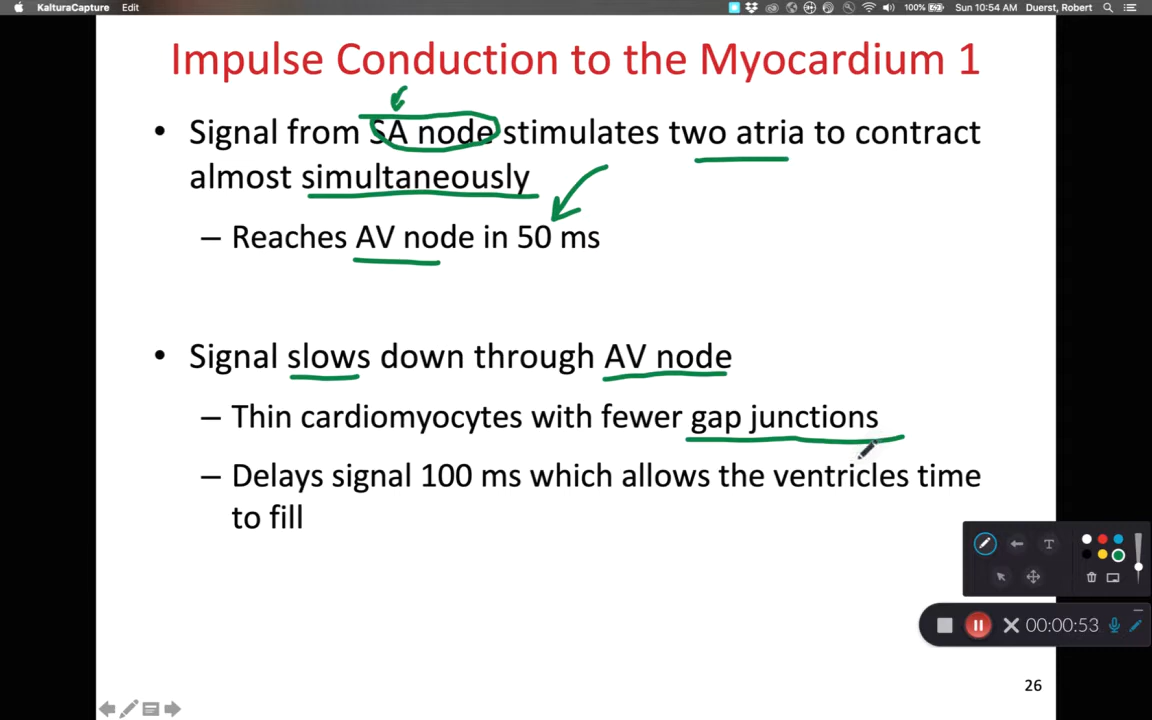 KalturaCapture Edit 100% Sun 10:54 AM Duerst, Robert
Impulse Conduction to the Myocardium 1
• Signal from SA node stimulates two atria to contract
almost simultaneously
– Reaches AV node in 50 ms
• Signal slows down through AV node
– Thin cardiomyocytes with fewer gap junctions
– Delays signal 100 ms which allows the ventricles time
to fill
T
00:00:53
26